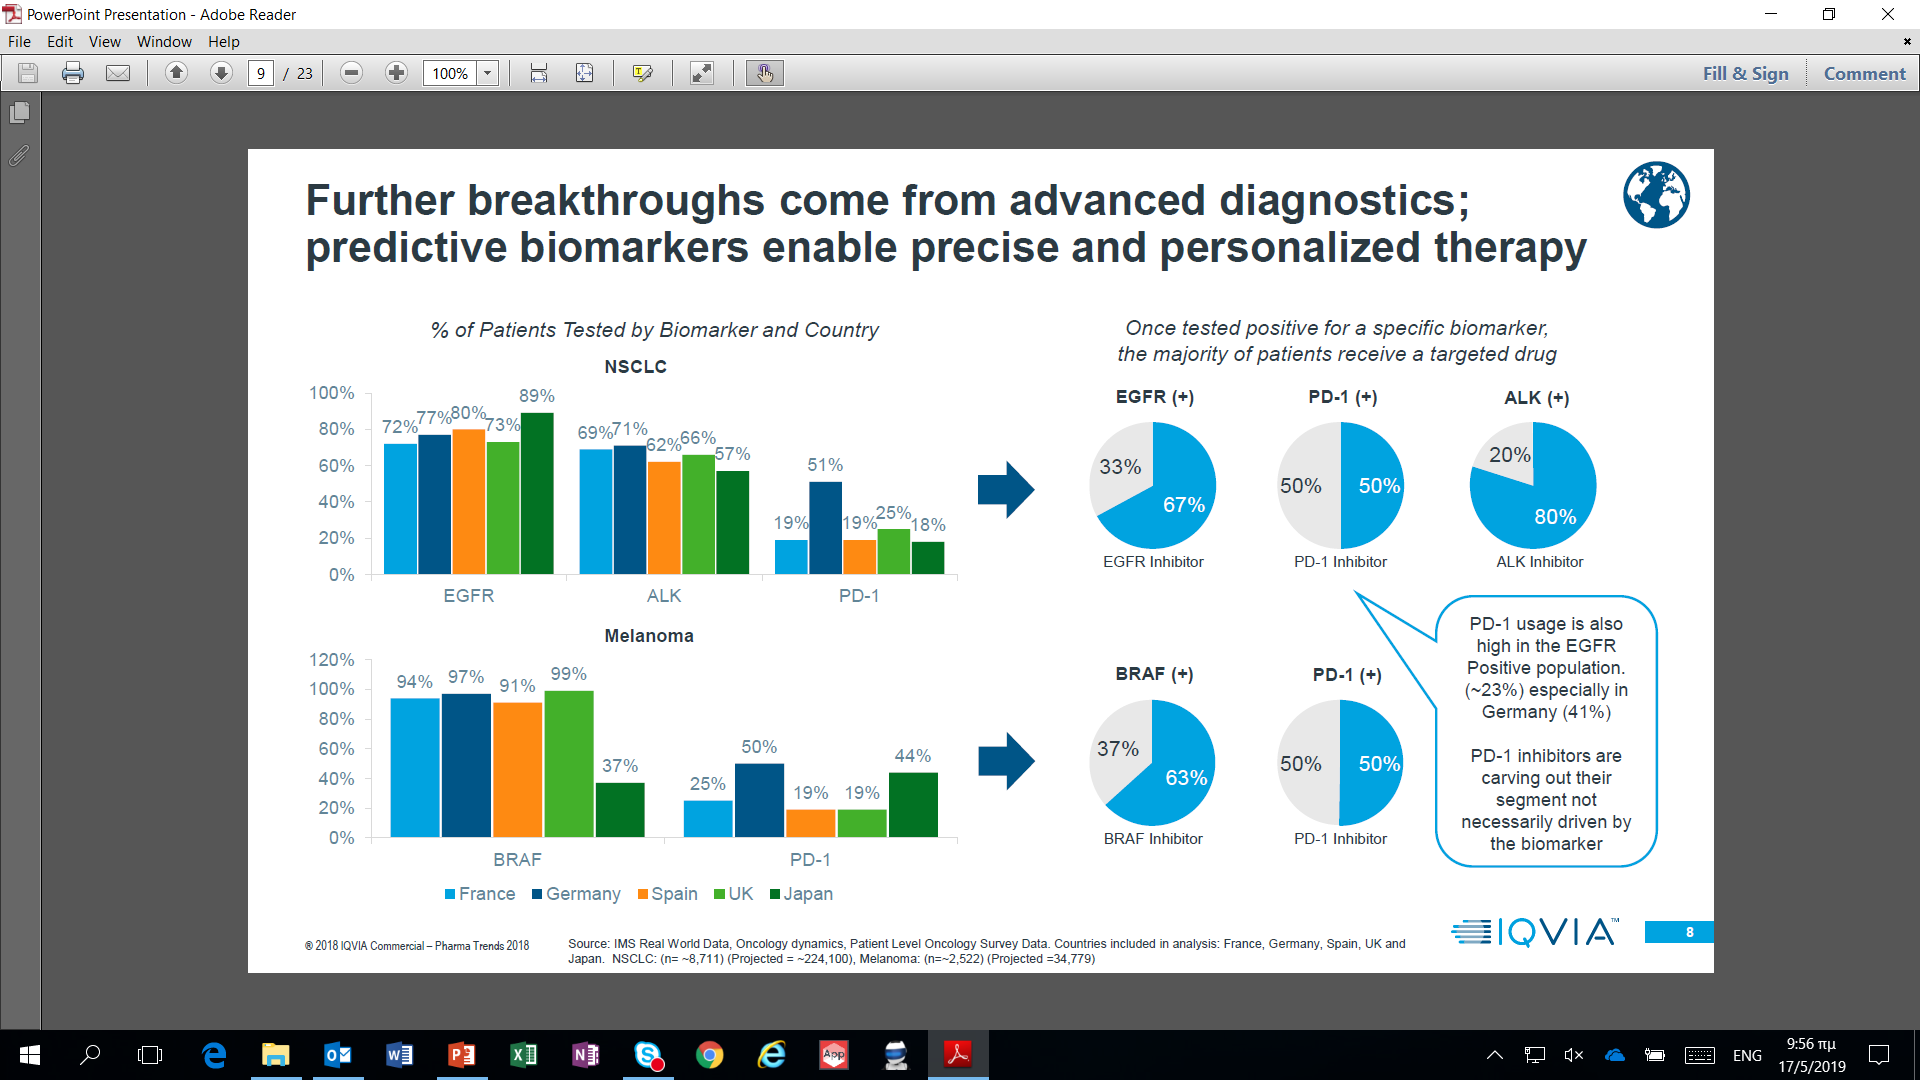 PowerPoint Presentation - Adobe Reader
File Edit View Window Help
9 / 23 100% Fill & Sign Comment
Further breakthroughs come from advanced diagnostics;
predictive biomarkers enable precise and personalized therapy
% of Patients Tested by Biomarker and Country
NSCLC
100%
80%
60%
40%
20%
0%
72% 77% 80% 73% 89%
69% 71% 62% 66% 57%
19% 51% 19% 25% 18%
EGFR ALK PD-1
Melanoma
120%
100%
80%
60%
40%
20%
0%
94% 97% 91% 99% 37%
25% 50% 19% 19% 44%
BRAF PD-1
France Germany Spain UK Japan
Once tested positive for a specific biomarker,
the majority of patients receive a targeted drug
EGFR (+) PD-1 (+) ALK (+)
33% 67% 50% 50% 20% 80%
EGFR Inhibitor PD-1 Inhibitor ALK Inhibitor
BRAF (+) PD-1 (+)
37% 63% 50% 50%
BRAF Inhibitor PD-1 Inhibitor
PD-1 usage is also
high in the EGFR
Positive population.
(~23%) especially in
Germany (41%)
PD-1 inhibitors are
carving out their
segment not
necessarily driven by
the biomarker
® 2018 IQVIA Commercial – Pharma Trends 2018
Source: IMS Real World Data, Oncology dynamics, Patient Level Oncology Survey Data. Countries included in analysis: France, Germany, Spain, UK and
Japan. NSCLC: (n= ~8,711) (Projected = ~224,100), Melanoma: (n=~2,522) (Projected =34,779)
IQVIA™
8
App
ENG
9:56 πμ
17/5/2019